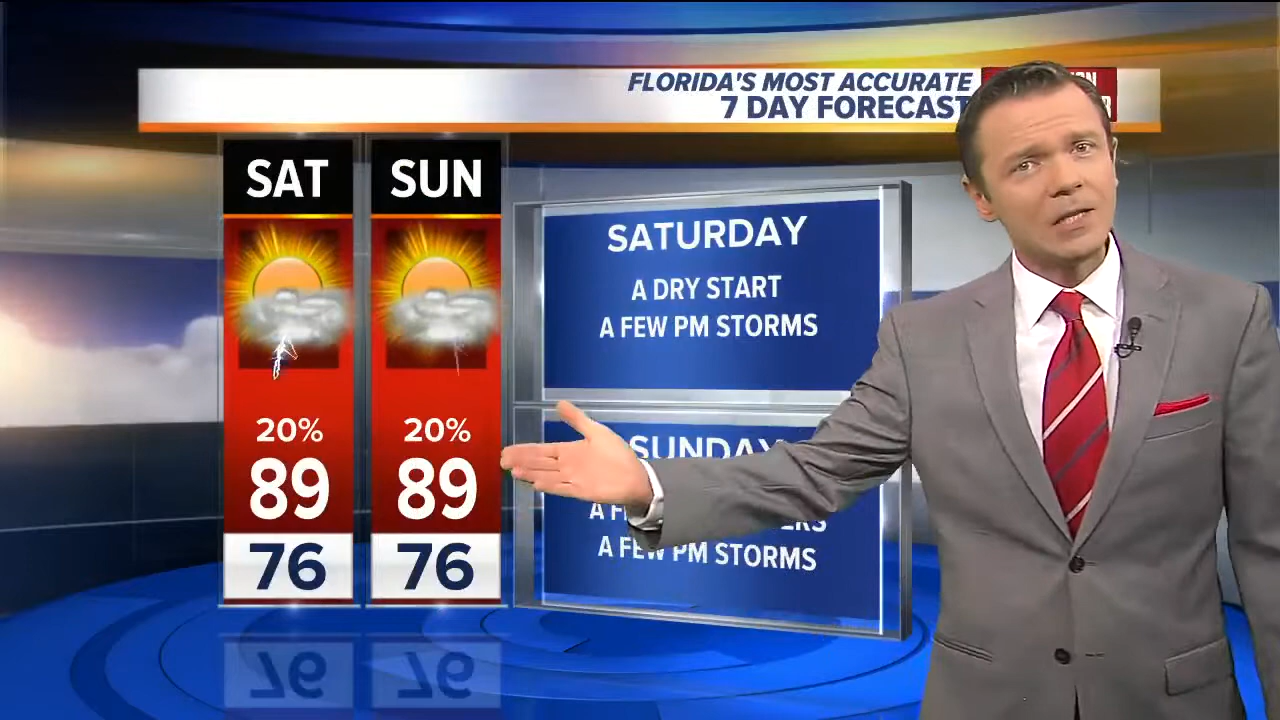 FLORIDA'S MOST ACCURATE
7 DAY FORECAST
SAT
SUN
20%
20%
89
89
76
76
SATURDAY
A DRY START
A FEW PM STORMS
SUNDAY
A FEW PM STORMS